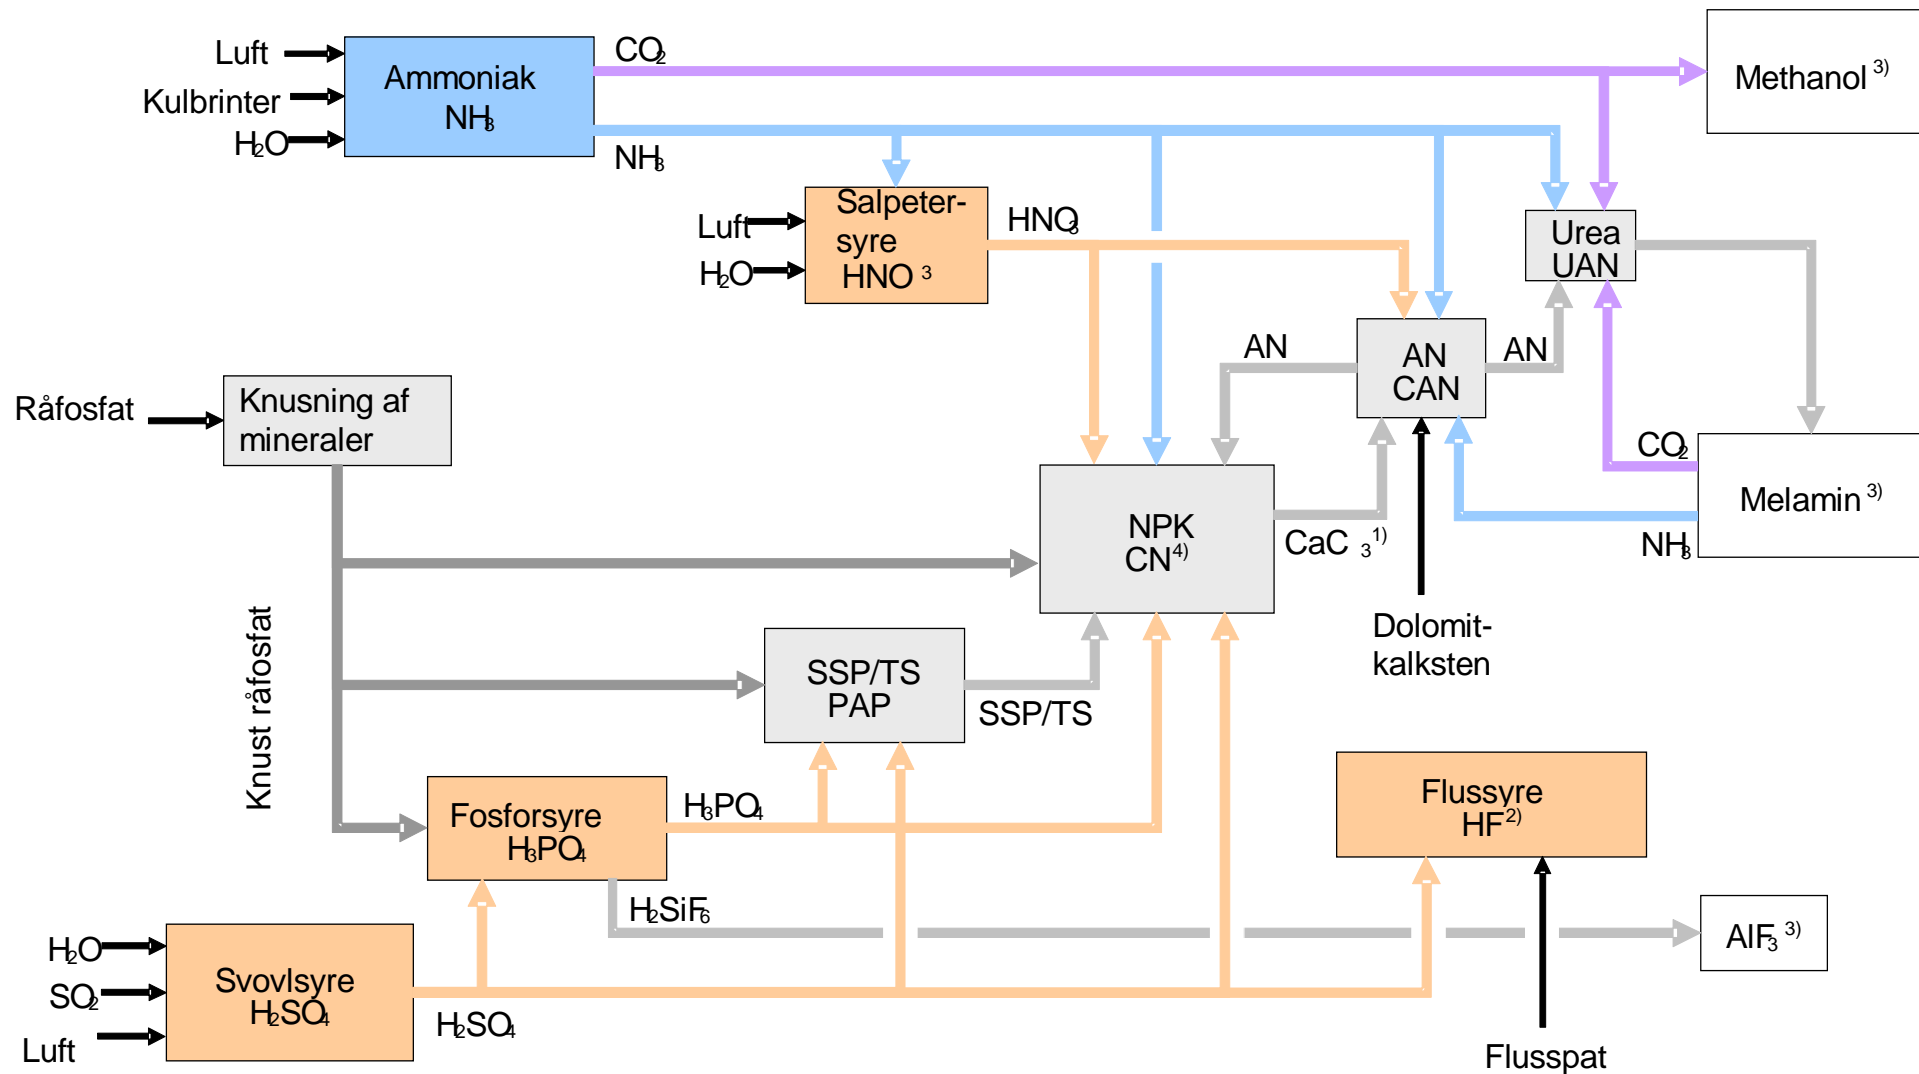 Luft
Kulbrinter
H₂O
Ammoniak
NH₃
CO₂
NH₃
Methanol ³⁾
Luft
H₂O
Salpeter-
syre
HNO ³
HNO₃
Urea
UAN
AN
AN
CAN
AN
Råfosfat
Knusning af
mineraler
CO₂
Melamin ³⁾
NH₃
NPK
CN⁴⁾
CaC ₃¹⁾
Dolomit-
kalksten
Knust råfosfat
SSP/TS
PAP
SSP/TS
Fosforsyre
H₃PO₄
H₃PO₄
H₂SiF₆
Flussyre
HF²⁾
AlF₃ ³⁾
H₂O
SO₂
Luft
Svovlsyre
H₂SO₄
H₂SO₄
Flusspat